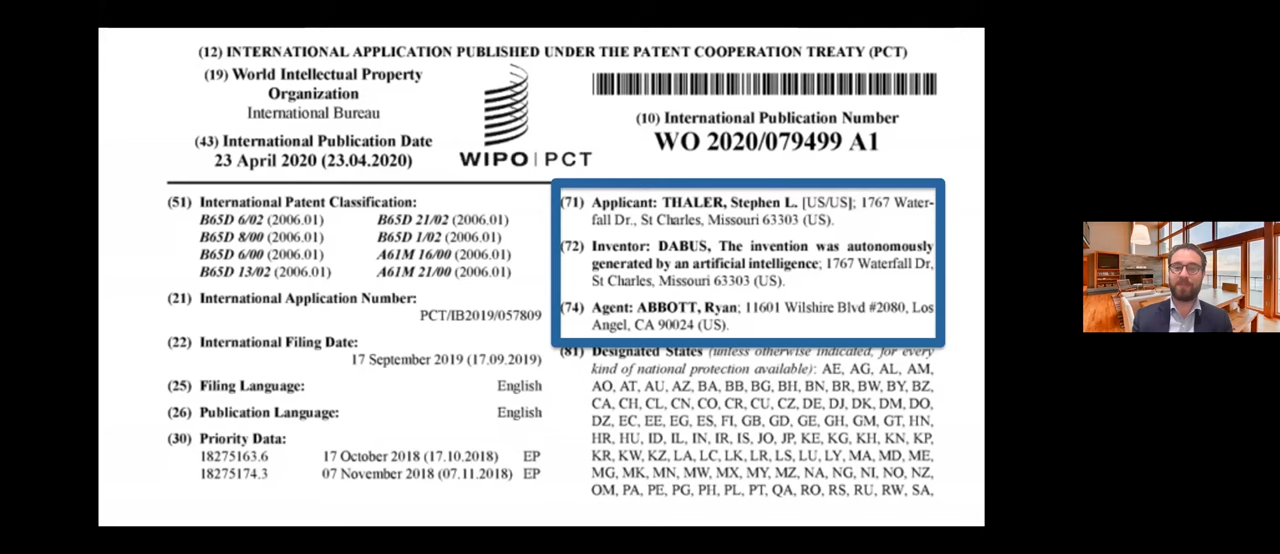 (12) INTERNATIONAL APPLICATION PUBLISHED UNDER THE PATENT COOPERATION TREATY (PCT)
(19) World Intellectual Property
Organization
International Bureau
(43) International Publication Date
23 April 2020 (23.04.2020)
WIPO|PCT
(10) International Publication Number
WO 2020/079499 A1
(51) International Patent Classification:
B65D 6/02 (2006.01) B65D 21/02 (2006.01)
B65D 8/00 (2006.01) B65D 1/02 (2006.01)
B65D 6/00 (2006.01) A61M 16/00 (2006.01)
B65D 13/02 (2006.01) A61M 21/00 (2006.01)
(21) International Application Number:
PCT/IB2019/057809
(22) International Filing Date:
17 September 2019 (17.09.2019)
(25) Filing Language: English
(26) Publication Language: English
(30) Priority Data:
18275163.6 17 October 2018 (17.10.2018) EP
18275174.3 07 November 2018 (07.11.2018) EP
(71) Applicant: THALER, Stephen L. [US/US]; 1767 Water-
fall Dr., St Charles, Missouri 63303 (US).
(72) Inventor: DABUS, The invention was autonomously
generated by an artificial intelligence; 1767 Waterfall Dr,
St Charles, Missouri 63303 (US).
(74) Agent: ABBOTT, Ryan; 11601 Wilshire Blvd #2080, Los
Angel, CA 90024 (US).
(81) Designated States (unless otherwise indicated, for every
kind of national protection available): AE, AG, AL, AM,
AO, AT, AU, AZ, BA, BB, BG, BH, BN, BR, BW, BY, BZ,
CA, CH, CL, CN, CO, CR, CU, CZ, DE, DJ, DK, DM, DO,
DZ, EC, EE, EG, ES, FI, GB, GD, GE, GH, GM, GT, HN,
HR, HU, ID, IL, IN, IR, IS, JO, JP, KE, KG, KH, KN, KP,
KR, KW, KZ, LA, LC, LK, LR, LS, LU, LY, MA, MD, ME,
MG, MK, MN, MW, MX, MY, MZ, NA, NG, NI, NO, NZ,
OM, PA, PE, PG, PH, PL, PT, QA, RO, RS, RU, RW, SA,